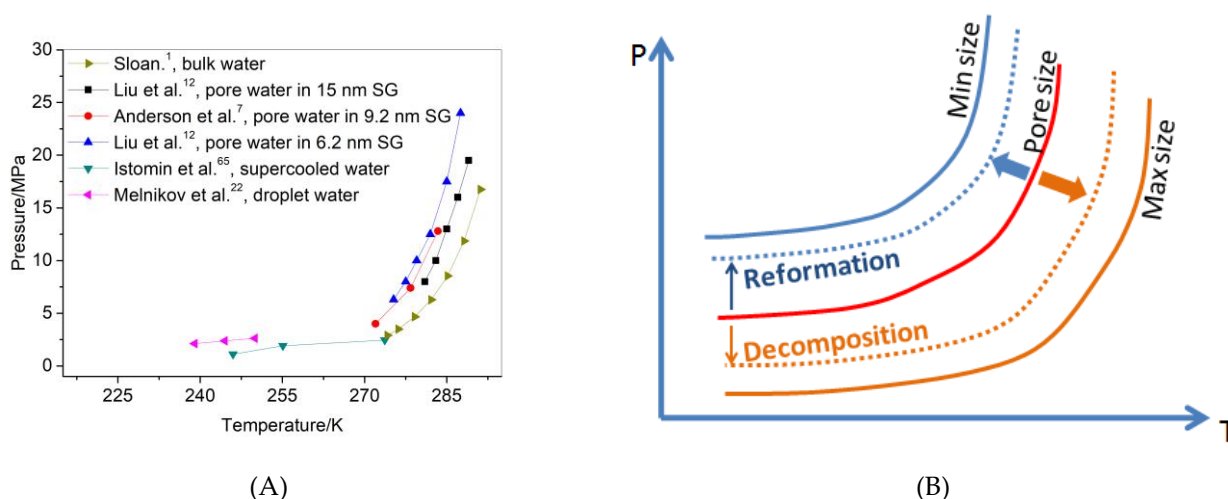 30
25
20
15
10
5
0
Pressure/MPa
Sloan.¹, bulk water
Liu et al.¹², pore water in 15 nm SG
Anderson et al.⁷, pore water in 9.2 nm SG
Liu et al.¹², pore water in 6.2 nm SG
Istomin et al.⁶⁵, supercooled water
Melnikov et al.²², droplet water
225 240 255 270 285
Temperature/K
(A)
P
Min size
Pore size
Max size
Reformation
Decomposition
T
(B)